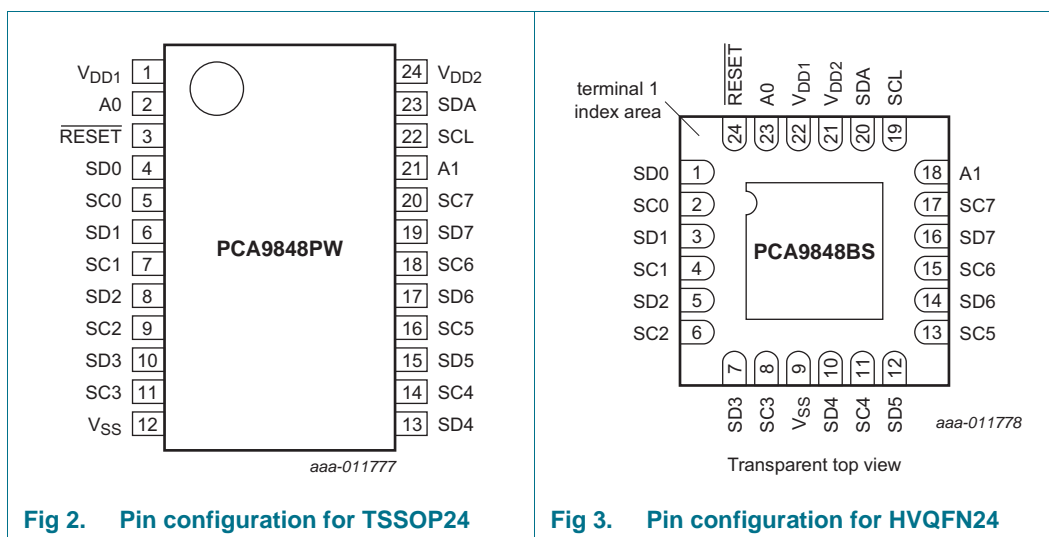 VDD1 1
A0 2
RESET 3
SD0 4
SC0 5
SD1 6
SC1 7
SD2 8
SC2 9
SD3 10
SC3 11
VSS 12
PCA9848PW
24 VDD2
23 SDA
22 SCL
21 A1
20 SC7
19 SD7
18 SC6
17 SD6
16 SC5
15 SD5
14 SC4
13 SD4
aaa-011777
Fig 2. Pin configuration for TSSOP24
terminal 1
index area
RESET A0 VDD1 VDD2 SDA SCL
24 23 22 21 20 19
SD0 1
SC0 2
SD1 3
SC1 4
SD2 5
SC2 6
PCA9848BS
18 A1
17 SC7
16 SD7
15 SC6
14 SD6
13 SC5
7 8 9 10 11 12
SD3 SC3 VSS SD4 SC4 SD5
aaa-011778
Transparent top view
Fig 3. Pin configuration for HVQFN24